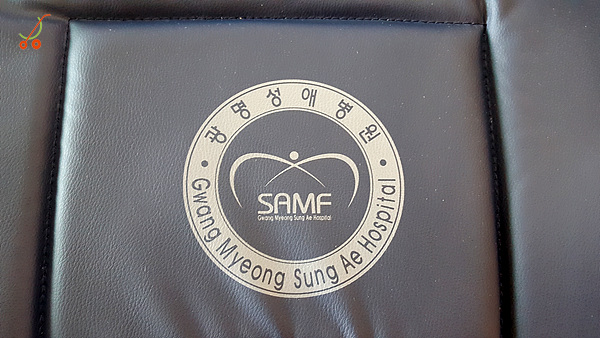 광명성애병원
SAMF
Gwang Myeong Sung Ae Hospital
Gwang Myeong Sung Ae Hospital